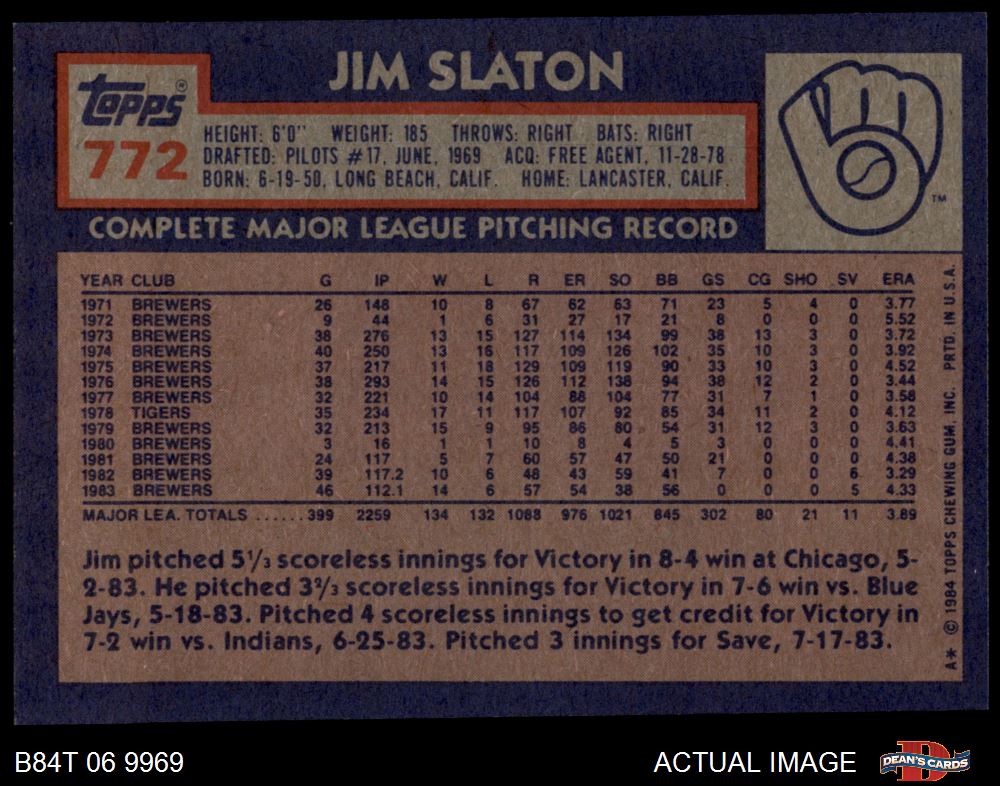 JIM SLATON
TOPPS®
772
HEIGHT: 6'0" WEIGHT: 185 THROWS: RIGHT BATS: RIGHT
DRAFTED: PILOTS #17, JUNE, 1969 ACQ: FREE AGENT, 11-28-78
BORN: 6-19-50, LONG BEACH, CALIF. HOME: LANCASTER, CALIF.
TM
COMPLETE MAJOR LEAGUE PITCHING RECORD
YEAR CLUB G IP W L R ER SO BB GS CG SHO SV ERA
1971 BREWERS 26 148 10 8 67 62 63 71 23 5 4 0 3.77
1972 BREWERS 9 44 1 6 31 27 17 21 8 0 0 0 5.52
1973 BREWERS 38 276 13 15 127 114 134 99 38 13 3 0 3.72
1974 BREWERS 40 250 13 16 117 109 126 102 35 10 3 0 3.92
1975 BREWERS 37 217 11 18 129 109 119 90 33 10 3 0 4.52
1976 BREWERS 38 293 14 15 126 112 138 94 38 12 2 0 3.44
1977 BREWERS 32 221 10 14 104 88 104 77 31 7 1 0 3.58
1978 TIGERS 35 234 17 11 117 107 92 85 34 11 2 0 4.12
1979 BREWERS 32 213 15 9 95 86 80 54 31 12 3 0 3.63
1980 BREWERS 3 16 1 1 10 8 4 5 3 0 0 0 4.41
1981 BREWERS 24 117 5 7 60 57 47 50 21 0 0 0 4.38
1982 BREWERS 39 117.2 10 6 48 43 59 41 7 0 0 6 3.29
1983 BREWERS 46 112.1 14 6 57 54 38 56 0 0 0 5 4.33
MAJOR LEA. TOTALS ...... 399 2259 134 132 1088 976 1021 845 302 80 21 11 3.89
Jim pitched 5⅓ scoreless innings for Victory in 8-4 win at Chicago, 5-
2-83. He pitched 3⅔ scoreless innings for Victory in 7-6 win vs. Blue
Jays, 5-18-83. Pitched 4 scoreless innings to get credit for Victory in
7-2 win vs. Indians, 6-25-83. Pitched 3 innings for Save, 7-17-83.
A* © 1984 TOPPS CHEWING GUM, INC. PRTD. IN U.S.A.
B84T 06 9969
ACTUAL IMAGE
DEAN'S CARDS